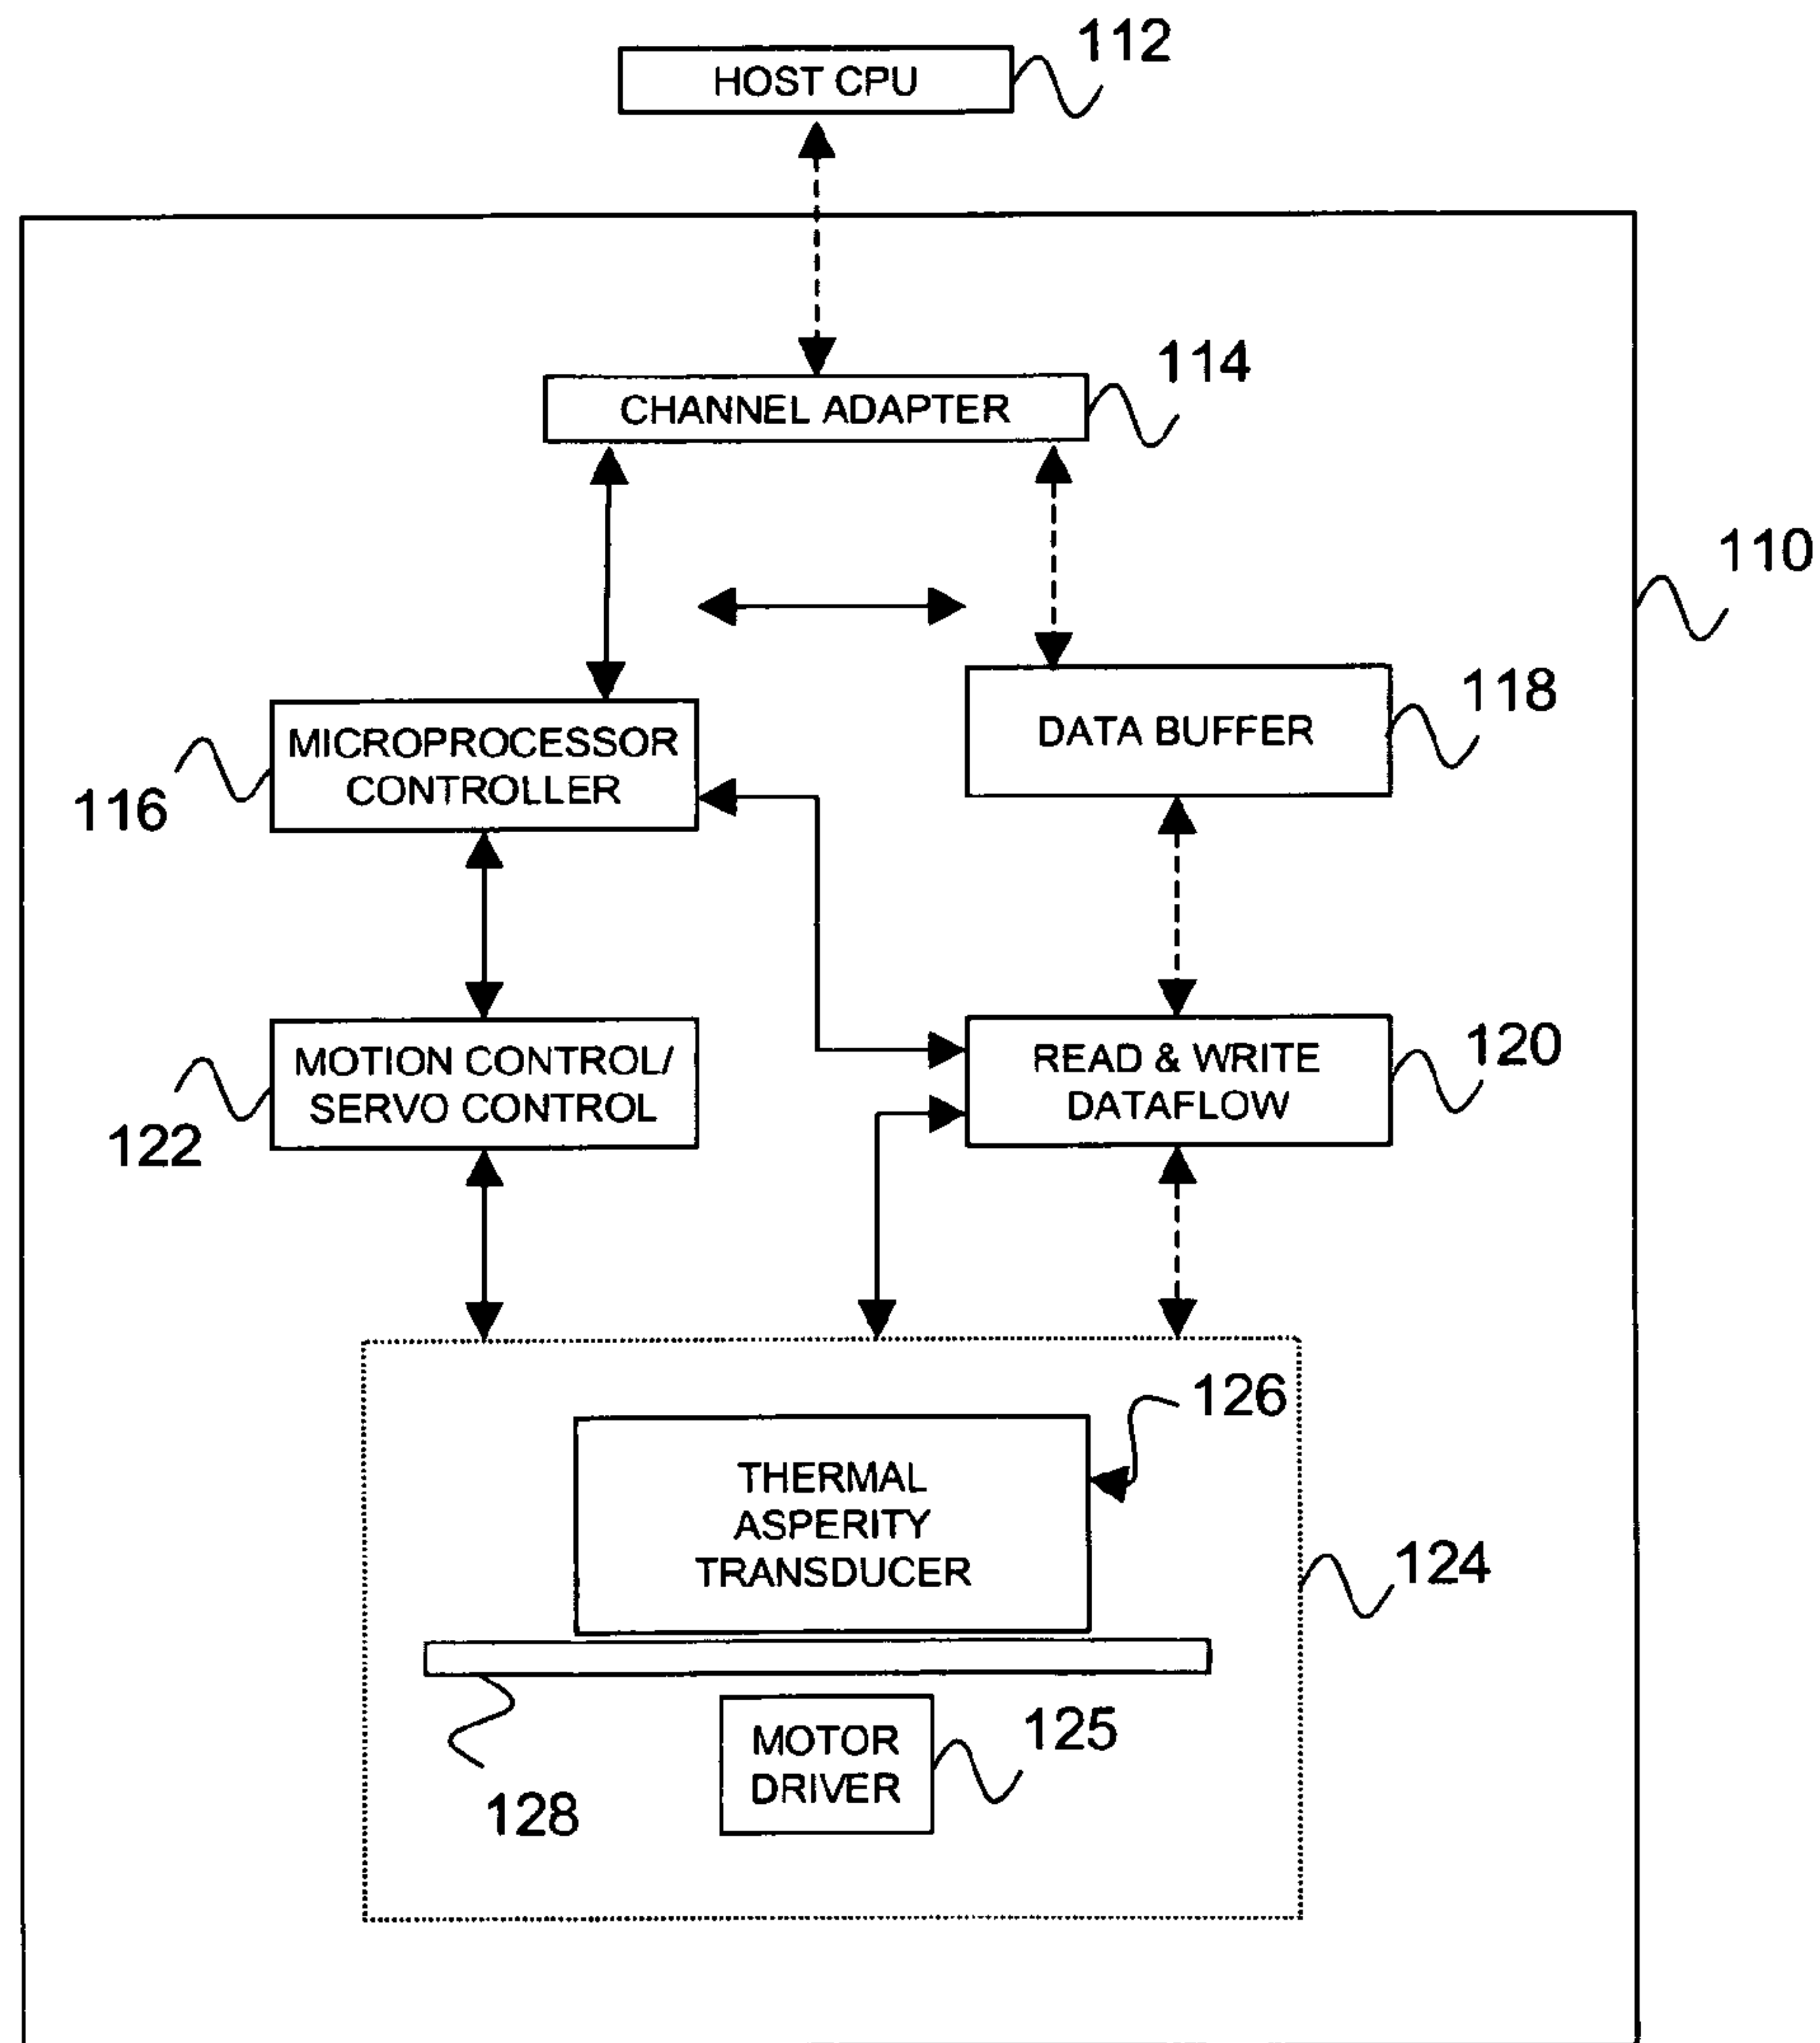 112
HOST CPU
114
CHANNEL ADAPTER
110
118
DATA BUFFER
MICROPROCESSOR
CONTROLLER
116
120
READ & WRITE
DATAFLOW
MOTION CONTROL/
SERVO CONTROL
122
126
THERMAL
ASPERITY
TRANSDUCER
124
125
MOTOR
DRIVER
128